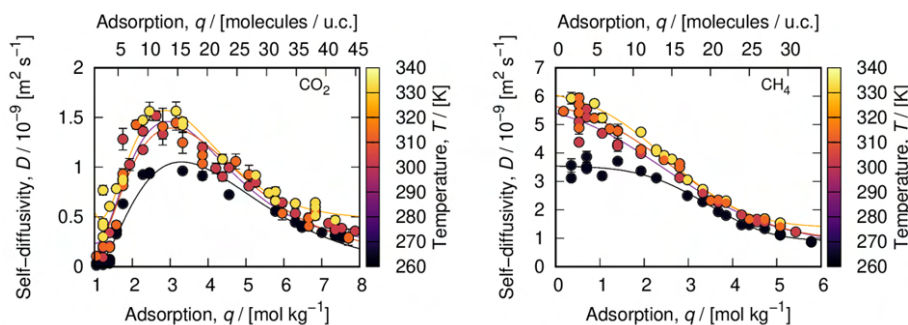 Adsorption, q / [molecules / u.c.]
5 10 15 20 25 30 35 40 45
Self-diffusivity, D / 10⁻⁹ [m² s⁻¹]
2
1.5
1
0.5
0
CO₂
1 2 3 4 5 6 7 8
Adsorption, q / [mol kg⁻¹]
340
330
320
310
300
290
280
270
260
Temperature, T / [K]
Adsorption, q / [molecules / u.c.]
0 5 10 15 20 25 30
Self-diffusivity, D / 10⁻⁹ [m² s⁻¹]
7
6
5
4
3
2
1
0
CH₄
0 1 2 3 4 5 6
Adsorption, q / [mol kg⁻¹]
340
330
320
310
300
290
280
270
260
Temperature, T / [K]